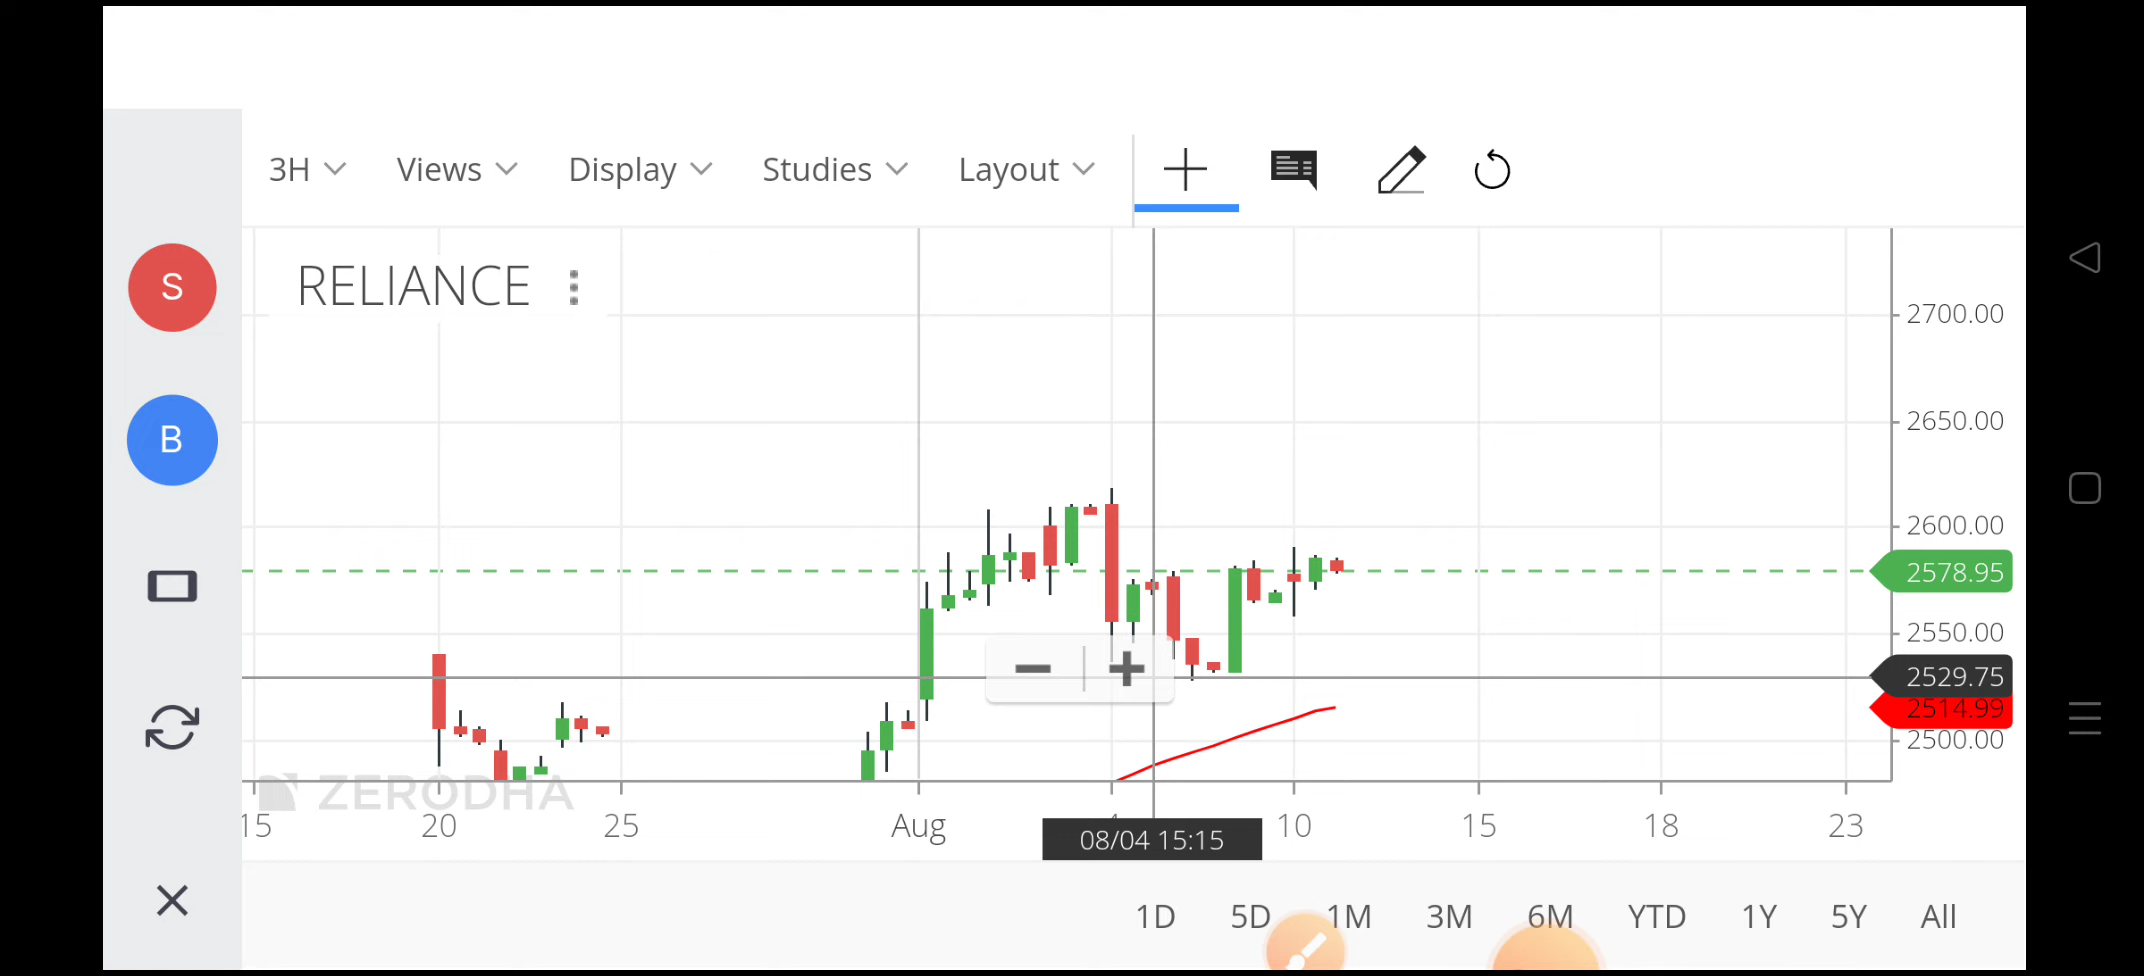 3H Views Display Studies Layout
RELIANCE
S
B
2700.00
2650.00
2600.00
2578.95
2550.00
2529.75
2514.99
2500.00
ZERODHA
15 20 25 Aug 10 15 18 23
08/04 15:15
1D 5D 1M 3M 6M YTD 1Y 5Y All